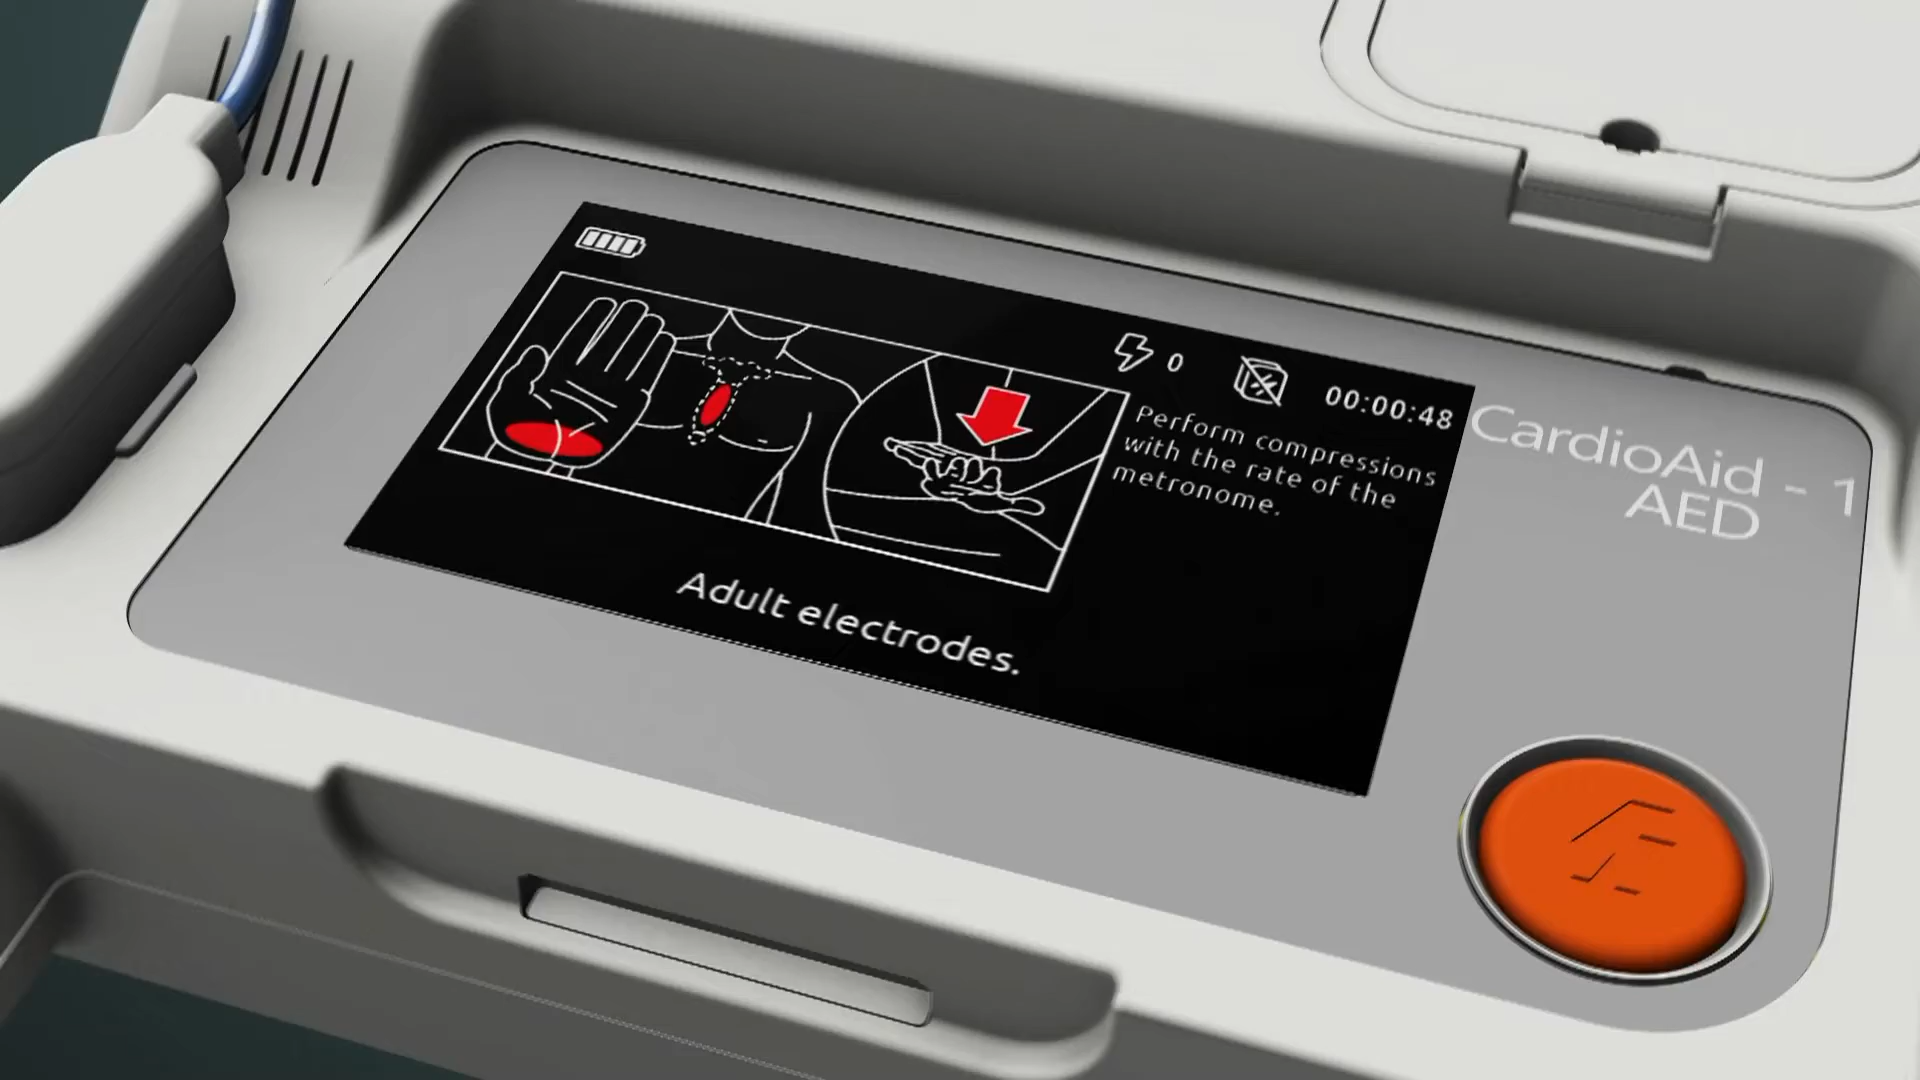 0 00:00:48
Perform compressions
with the rate of the
metronome.
Adult electrodes.
CardioAid - 1
AED